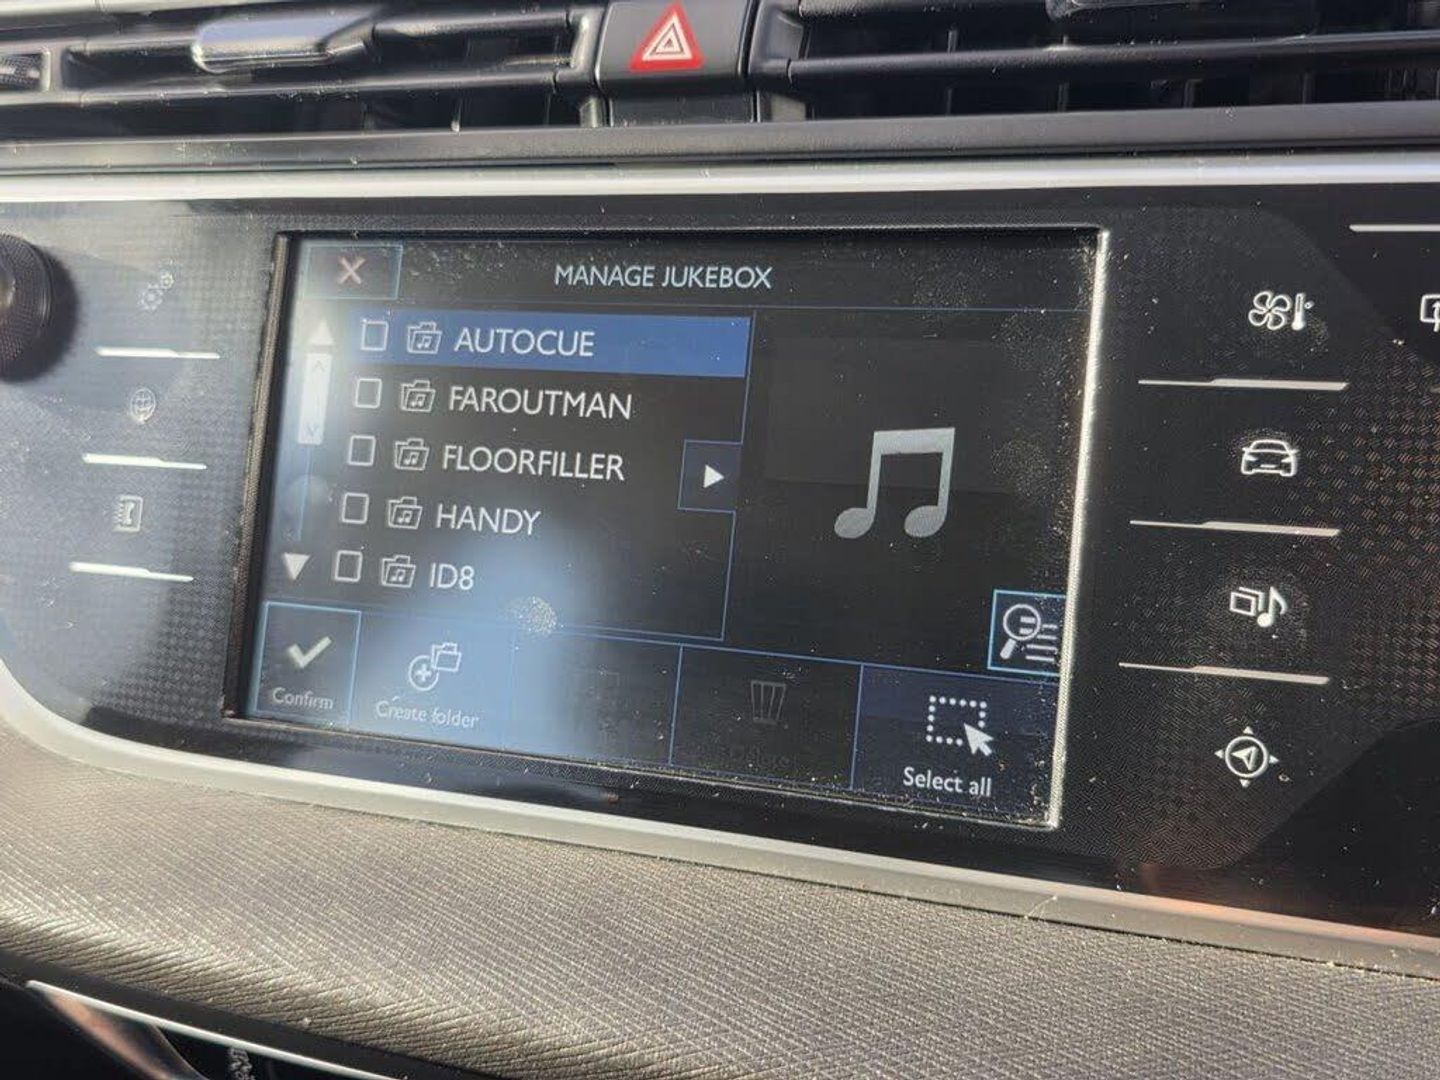 MANAGE JUKEBOX
AUTOCUE
FAROUTMAN
FLOORFILLER
HANDY
ID8
Confirm
Create folder
Select all